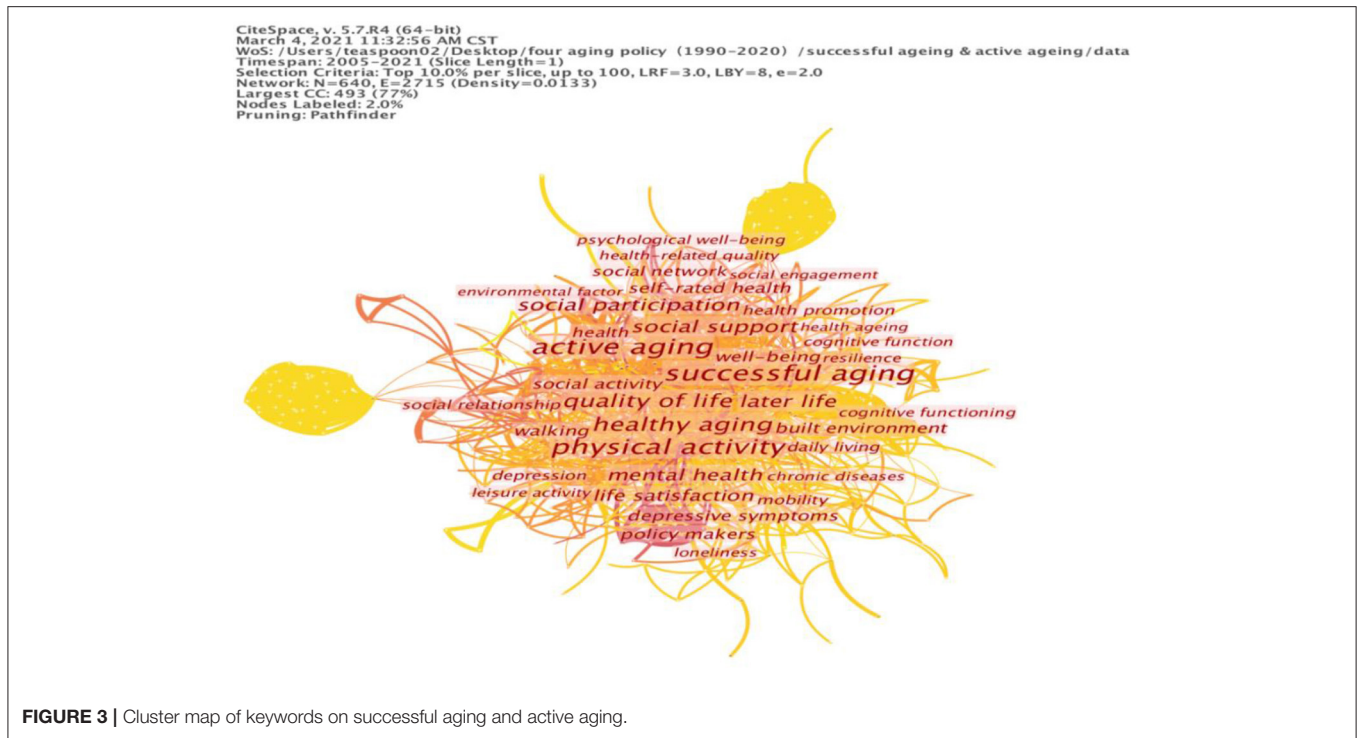 CiteSpace, v. 5.7.R4 (64-bit)
March 4, 2021 11:32:56 AM CST
WoS: /Users/teaspoon02/Desktop/four aging policy (1990-2020) /successful ageing & active ageing/data
Timespan: 2005-2021 (Slice Length=1)
Selection Criteria: Top 10.0% per slice, up to 100, LRF=3.0, LBY=8, e=2.0
Network: N=640, E=2715 (Density=0.0133)
Largest CC: 493 (77%)
Nodes Labeled: 2.0%
Pruning: Pathfinder
psychological well-being
health-related quality
social network social engagement
environmental factor self-rated health
social participation health promotion
health social support health ageing
cognitive function
active aging well-being resilience
successful aging
social activity
social relationship quality of life later life
cognitive functioning
walking healthy aging built environment
physical activity daily living
depression mental health chronic diseases
leisure activity life satisfaction mobility
depressive symptoms
policy makers
loneliness
FIGURE 3 | Cluster map of keywords on successful aging and active aging.